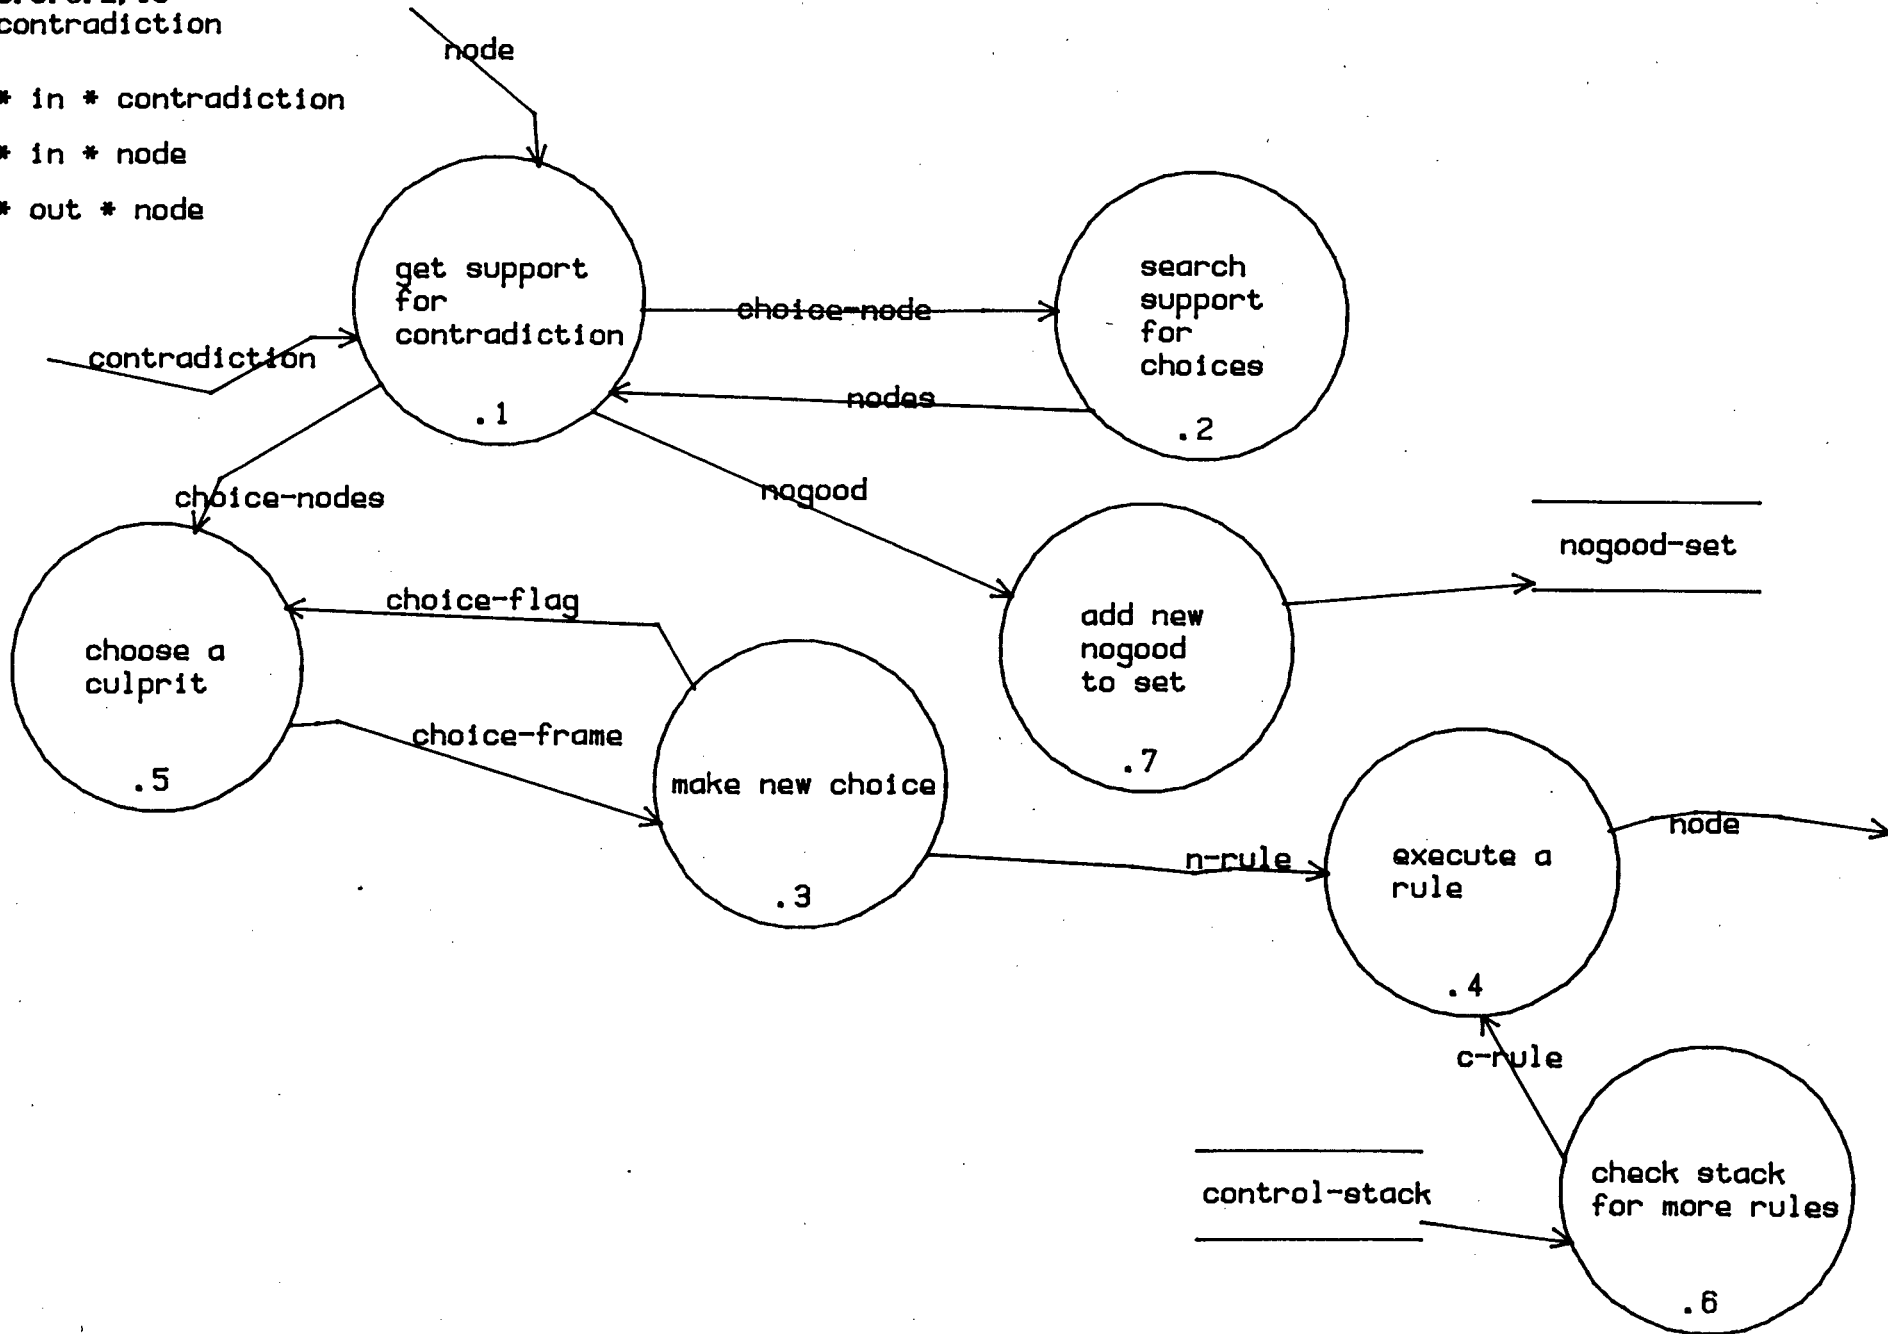 contradiction
* in * contradiction
* in * node
* out * node
node
get support
for
contradiction
.1
choice-node
search
support
for
choices
.2
contradiction
nodes
choice-nodes
nogood
nogood-set
choice-flag
add new
nogood
to set
.7
choose a
culprit
.5
choice-frame
make new choice
.3
n-rule
execute a
rule
.4
node
c-rule
control-stack
check stack
for more rules
.6